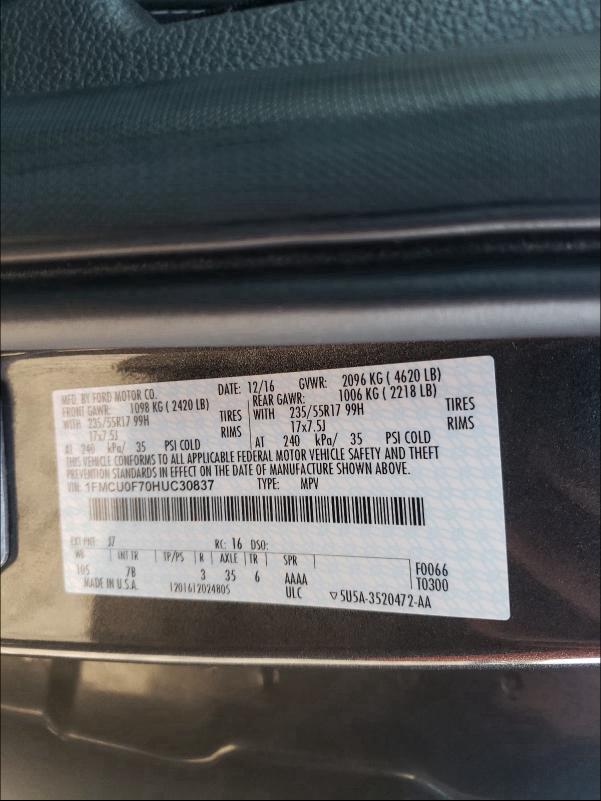 MFD. BY FORD MOTOR CO.
DATE: 12/16 GVWR: 2096 KG ( 4620 LB)
FRONT GAWR: 1098 KG ( 2420 LB) REAR GAWR: 1006 KG ( 2218 LB)
WITH 235/55R17 99H TIRES WITH 235/55R17 99H TIRES
17x7.5J RIMS 17x7.5J RIMS
AT 240 kPa/ 35 PSI COLD AT 240 kPa/ 35 PSI COLD
THIS VEHICLE CONFORMS TO ALL APPLICABLE FEDERAL MOTOR VEHICLE SAFETY AND THEFT
PREVENTION STANDARDS IN EFFECT ON THE DATE OF MANUFACTURE SHOWN ABOVE.
VIN: 1FMCU0F70HUC30837 TYPE: MPV
EXT PNT: J7 RC: 16 DSO:
WB INT TR TP/PS R AXLE TR SPR
105 7B 3 35 6 AAAA F0066
MADE IN U.S.A. 1201612024805 ULC T0300
▽5U5A-3520472-AA